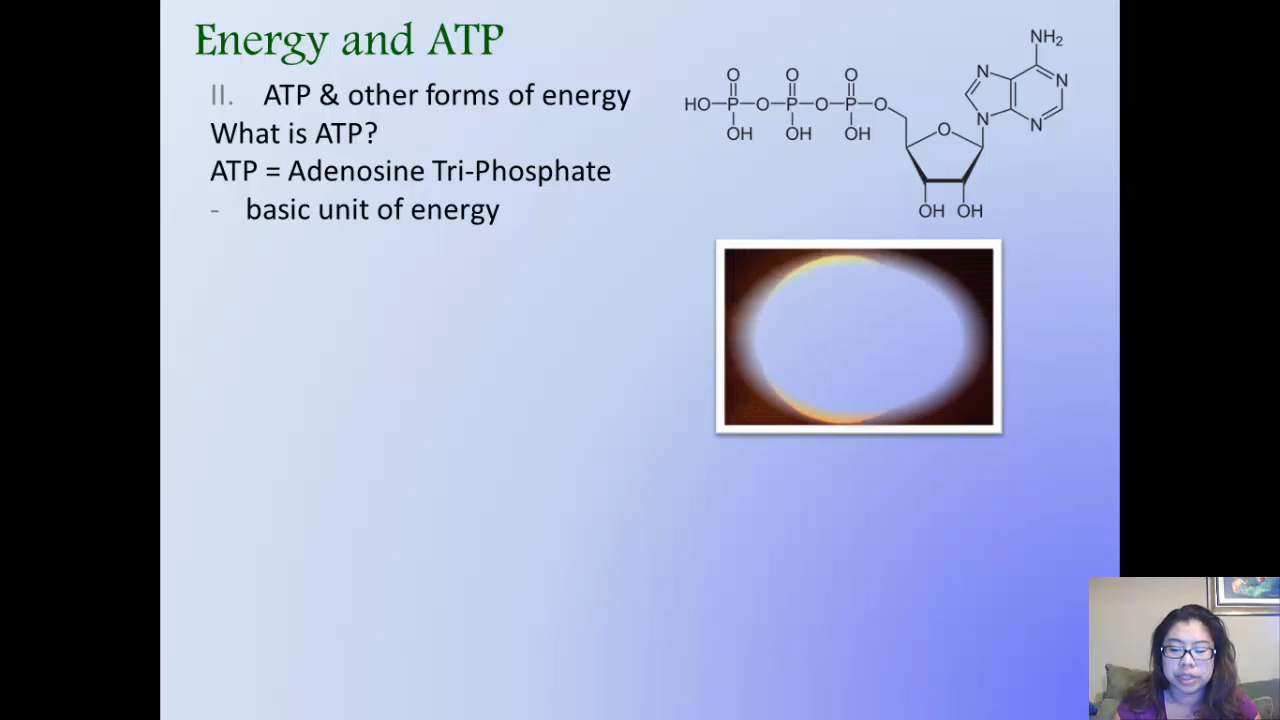 Energy and ATP
II. ATP & other forms of energy
What is ATP?
ATP = Adenosine Tri-Phosphate
- basic unit of energy
NH2
O O O
N N
HO P O P O P O
N N
OH OH OH
O
OH OH